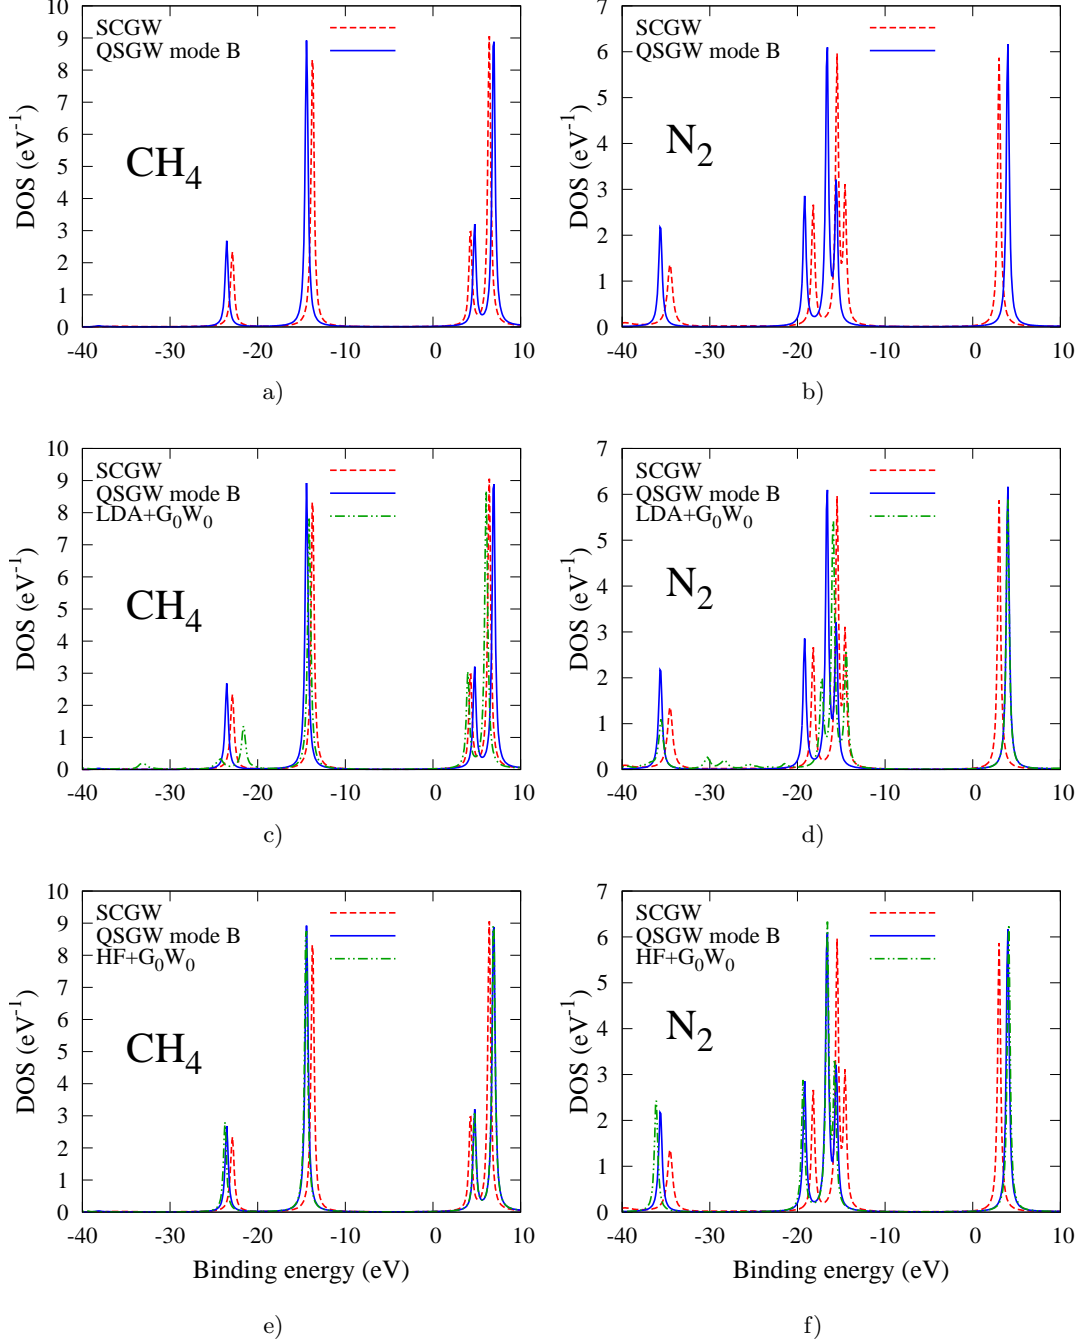 SCGW
QSGW mode B
CH4
DOS (eV-1)
0 1 2 3 4 5 6 7 8 9 10
-40 -30 -20 -10 0 10
a)
SCGW
QSGW mode B
N2
DOS (eV-1)
0 1 2 3 4 5 6 7
-40 -30 -20 -10 0 10
b)
SCGW
QSGW mode B
LDA+G0W0
CH4
DOS (eV-1)
0 1 2 3 4 5 6 7 8 9 10
-40 -30 -20 -10 0 10
c)
SCGW
QSGW mode B
LDA+G0W0
N2
DOS (eV-1)
0 1 2 3 4 5 6 7
-40 -30 -20 -10 0 10
d)
SCGW
QSGW mode B
HF+G0W0
CH4
DOS (eV-1)
0 1 2 3 4 5 6 7 8 9 10
-40 -30 -20 -10 0 10
Binding energy (eV)
e)
SCGW
QSGW mode B
HF+G0W0
N2
DOS (eV-1)
0 1 2 3 4 5 6 7
-40 -30 -20 -10 0 10
Binding energy (eV)
f)